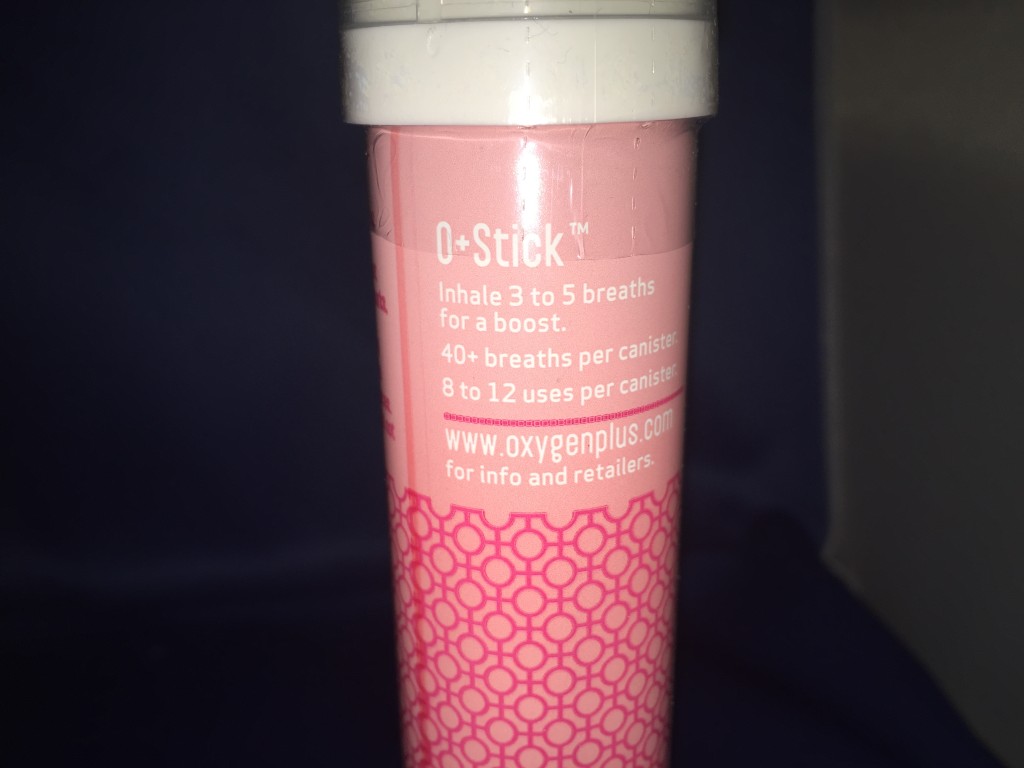 O+Stick™
Inhale 3 to 5 breaths
for a boost.
40+ breaths per canister.
8 to 12 uses per canister.
www.oxygenplus.com
for info and retailers.